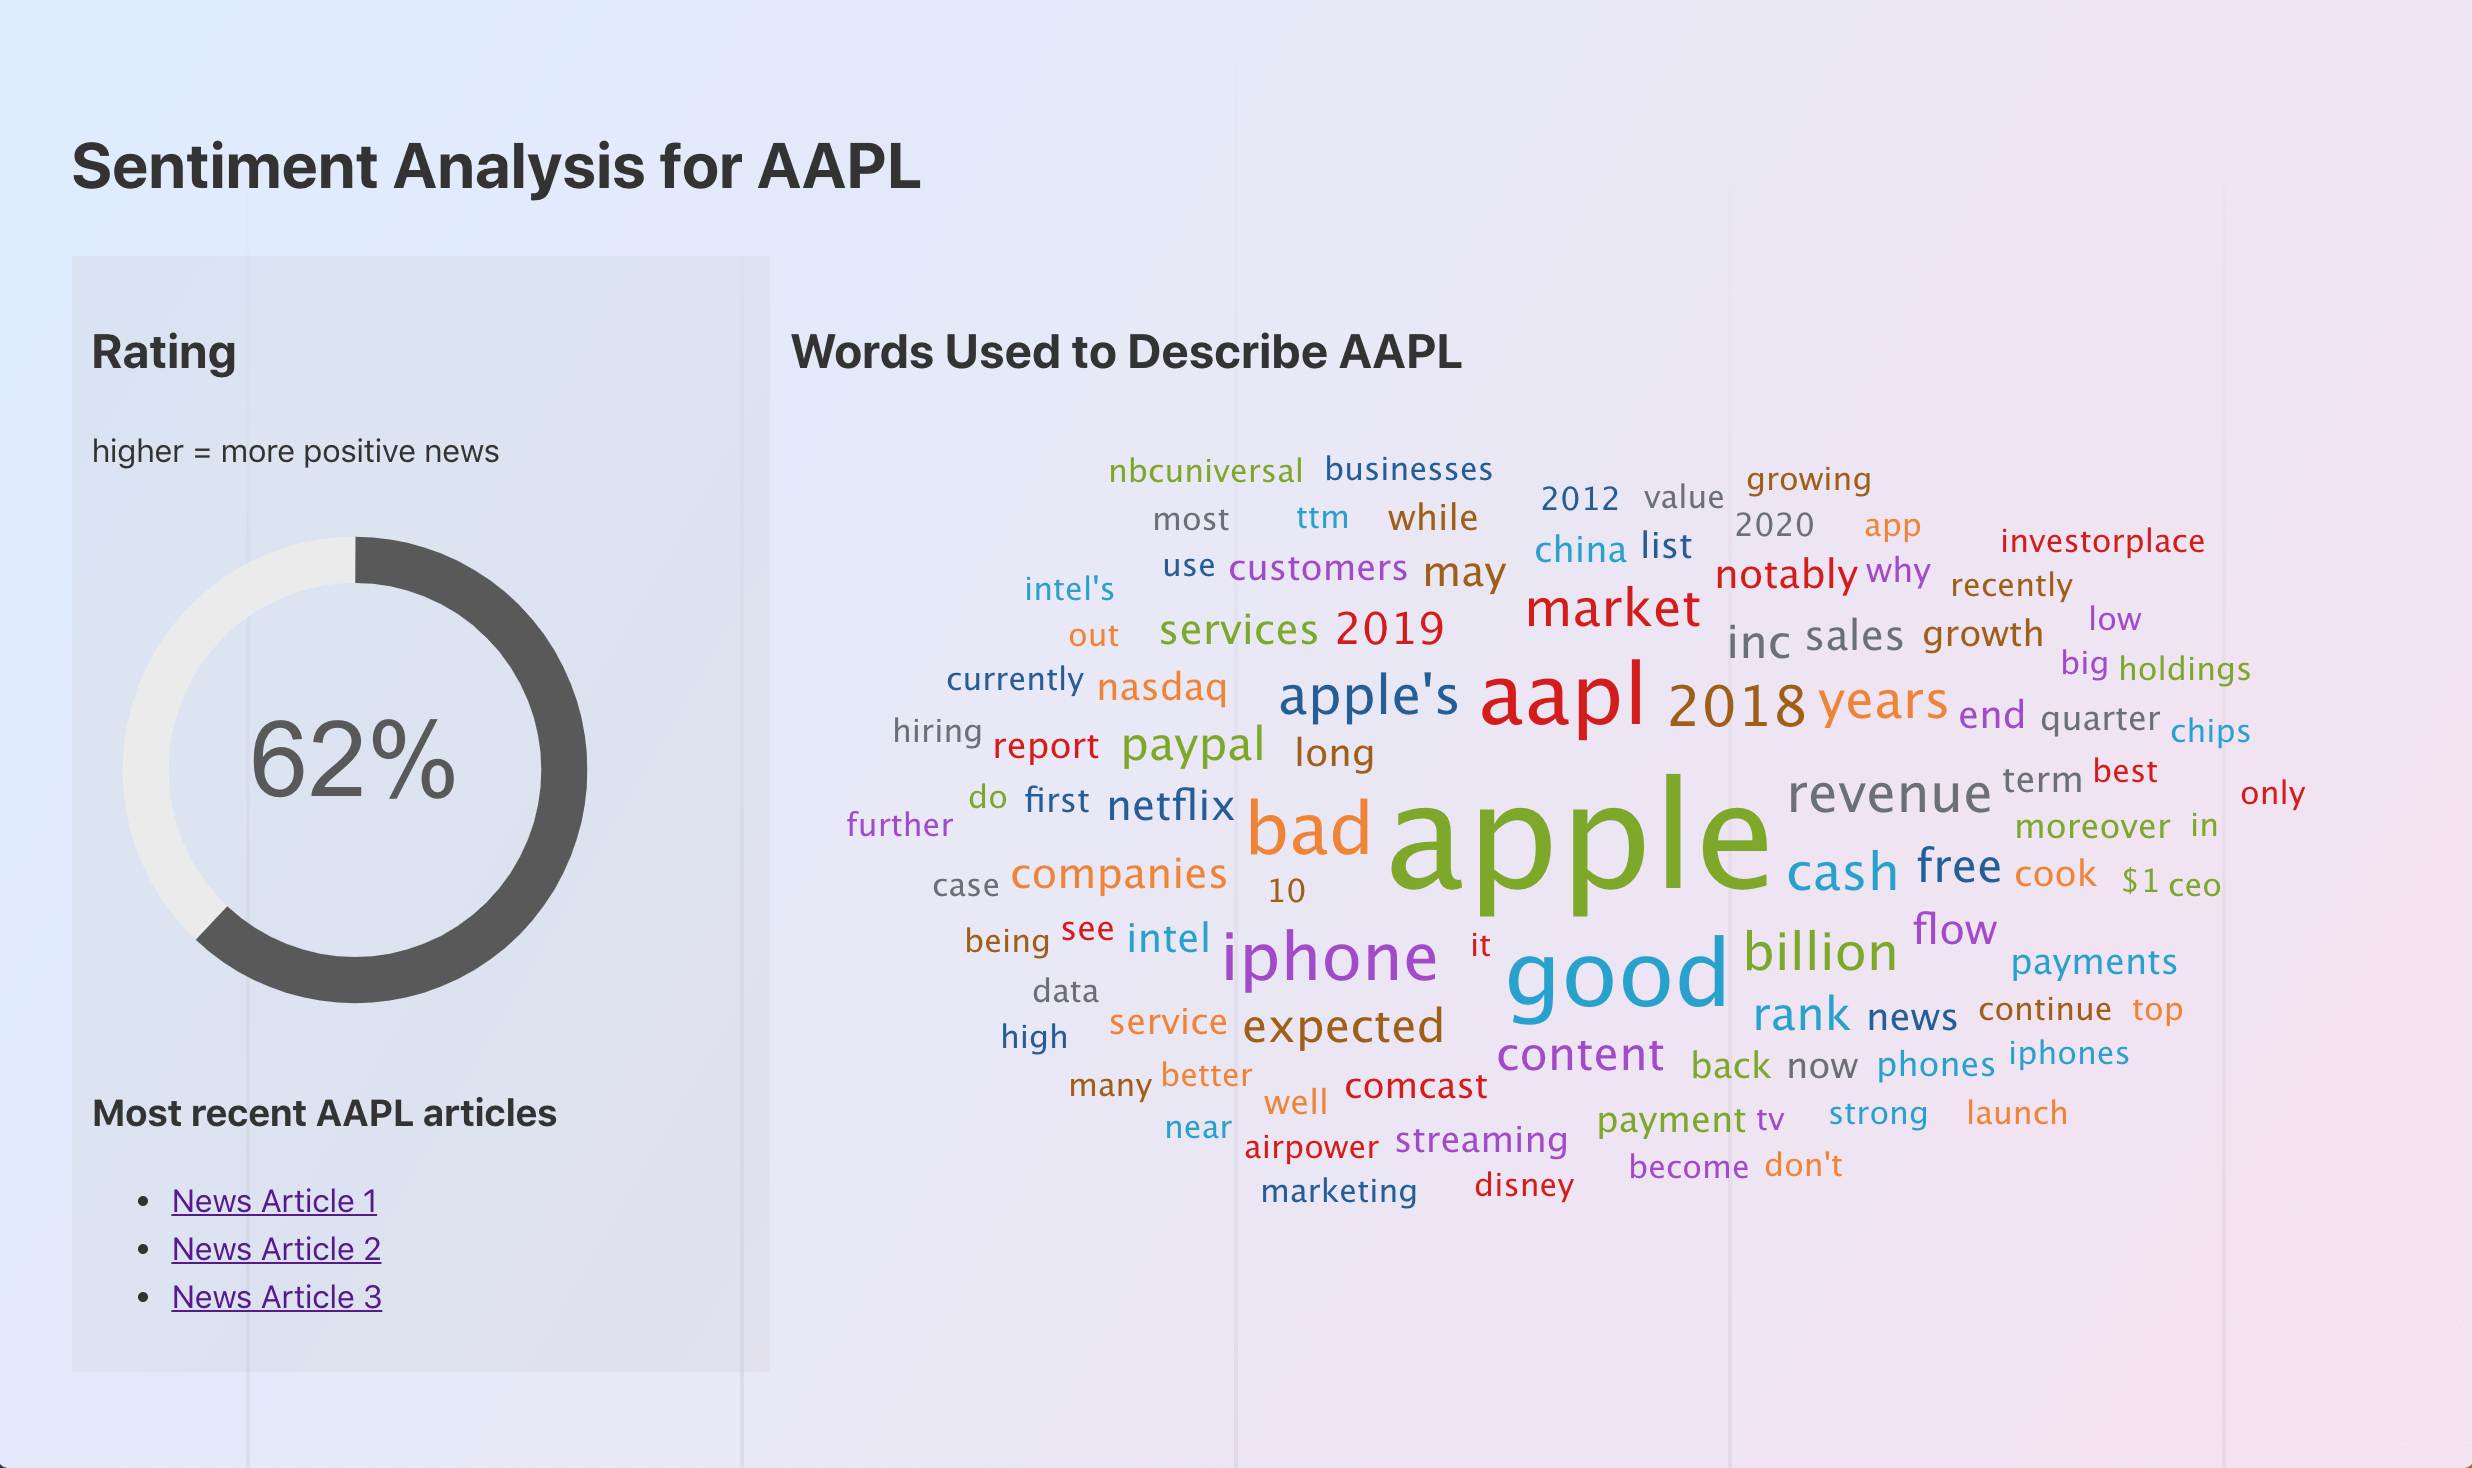 Sentiment Analysis for AAPL
Rating
higher = more positive news
62%
Most recent AAPL articles
News Article 1
News Article 2
News Article 3
Words Used to Describe AAPL
nbcuniversal businesses growing
most ttm while 2012 value 2020 app
use customers may china list investorplace
intel's notably why recently
out services 2019 market low
inc sales growth big holdings
currently nasdaq apple's aapl 2018 years end quarter chips
hiring report paypal long
further do first netflix bad apple revenue term best only
moreover in
case companies 10 cash free cook $1 ceo
being see intel iphone it good billion flow payments
data
high service expected rank news continue top
many better well comcast content back now phones iphones
near airpower streaming payment tv strong launch
marketing disney become don't